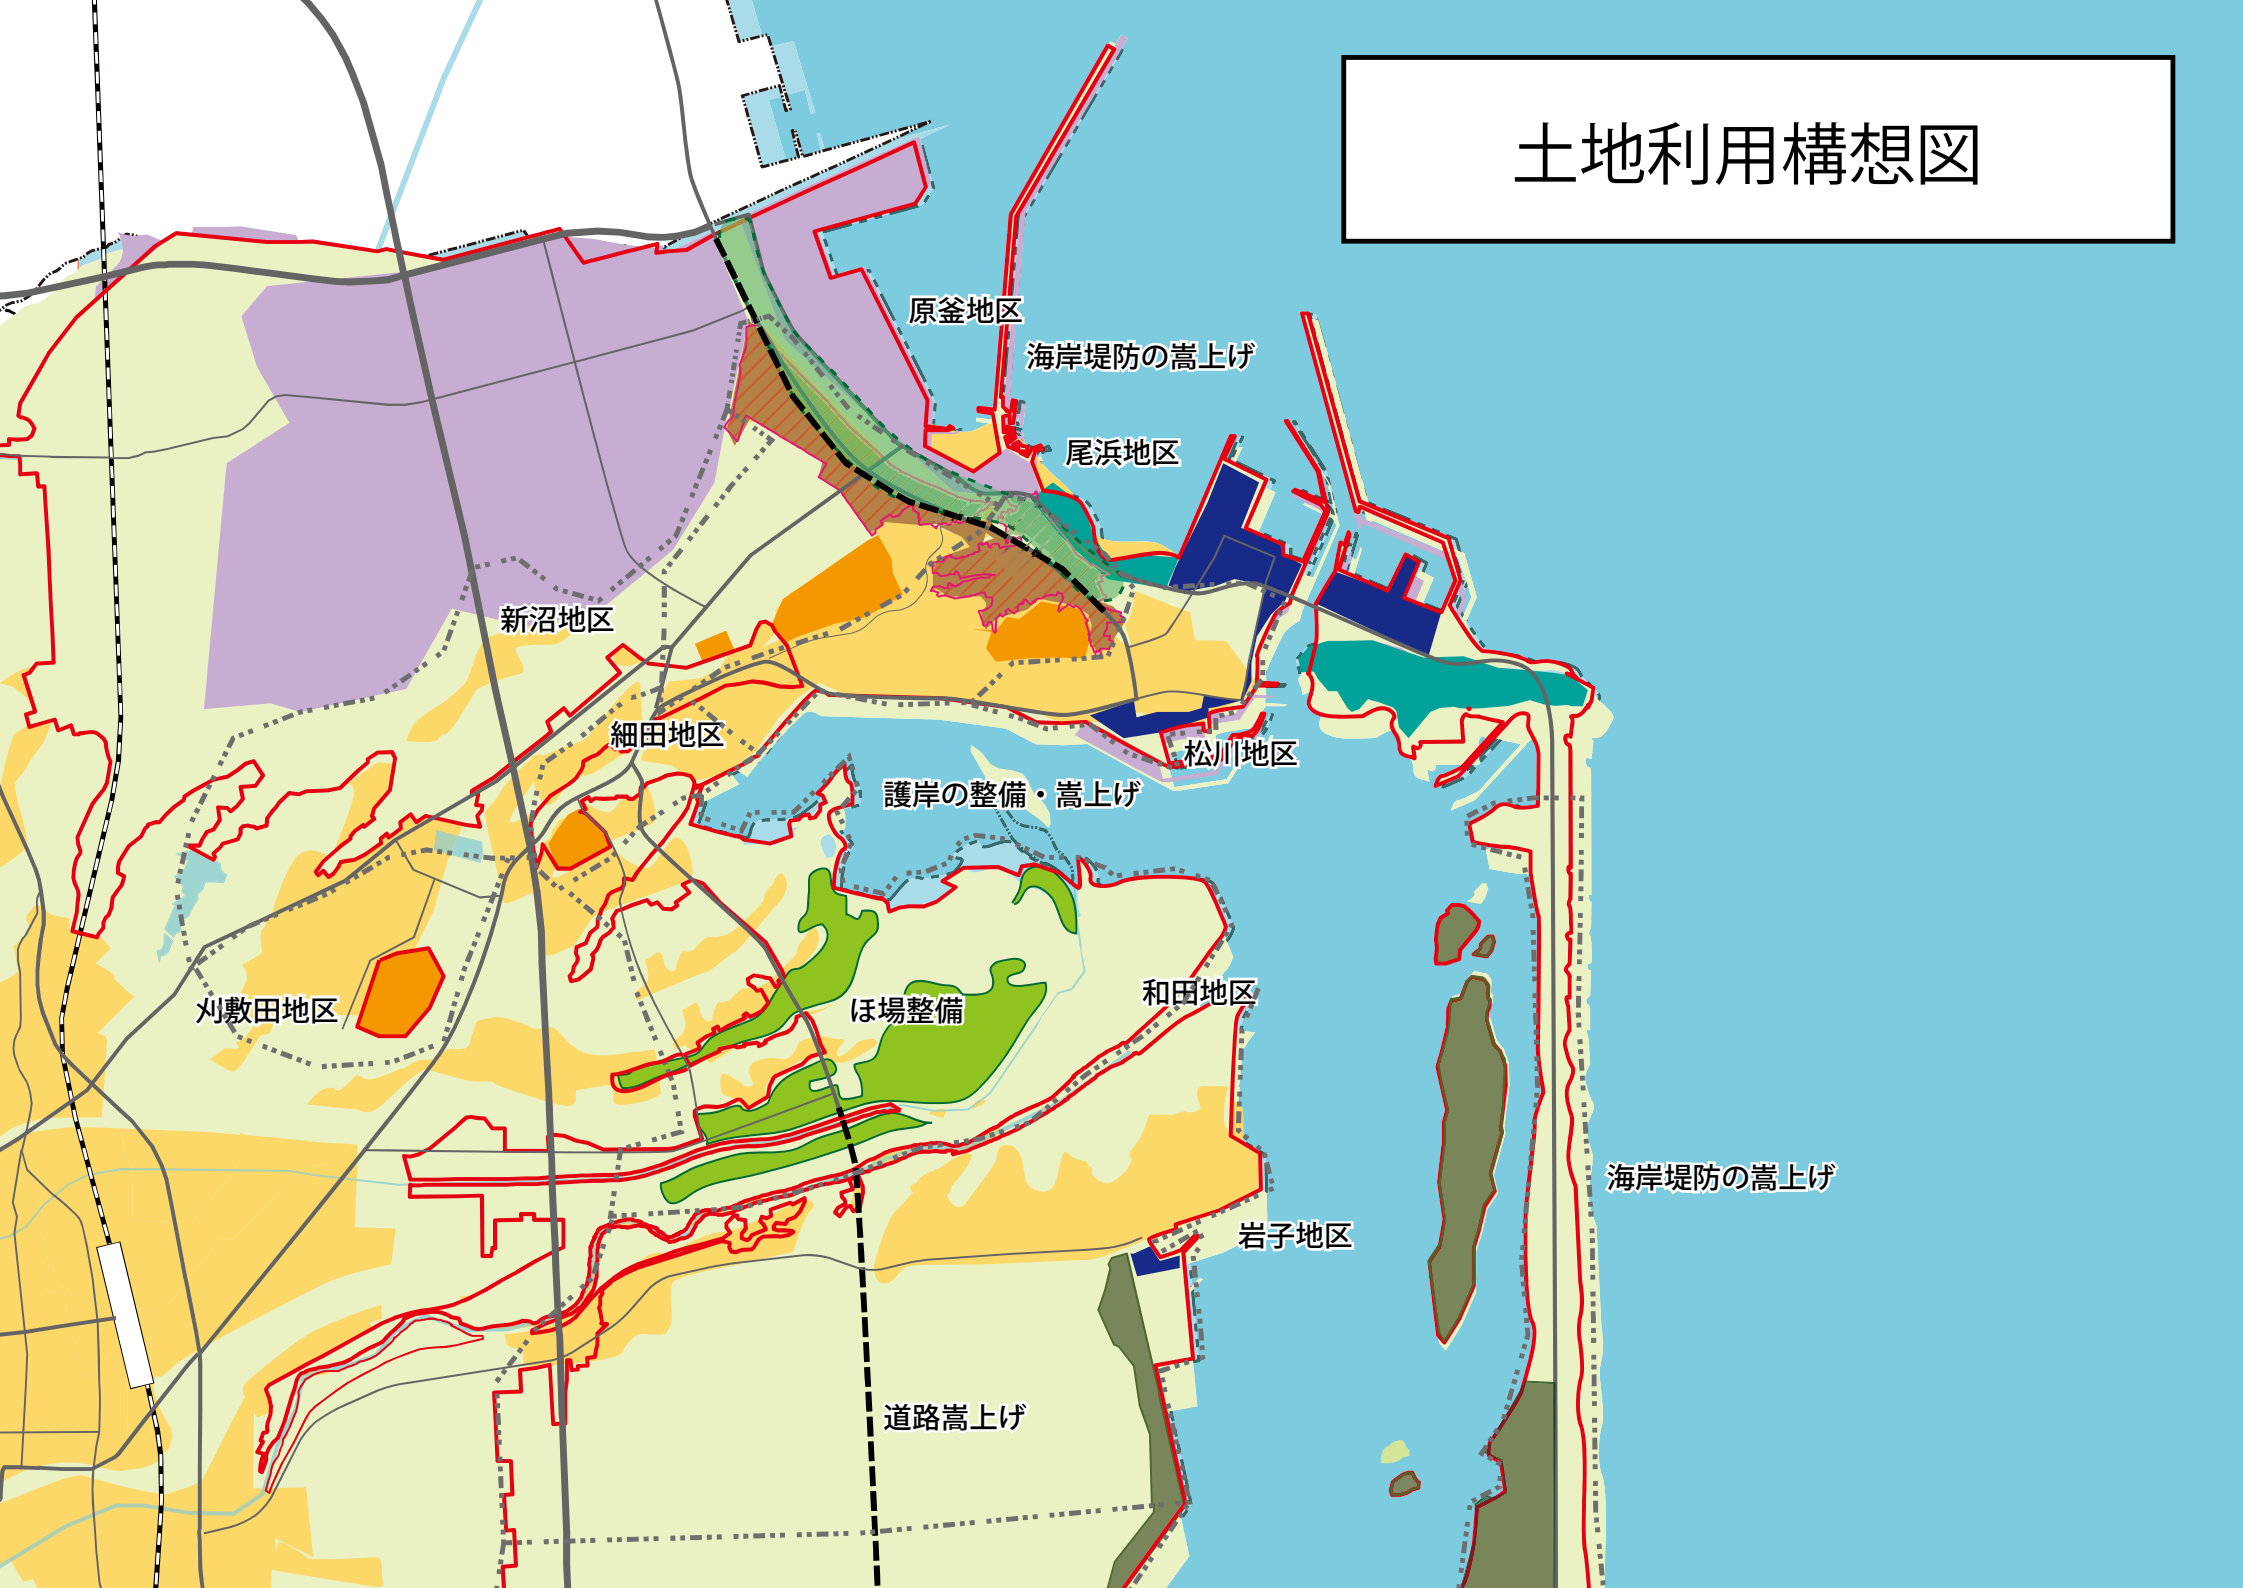 土地利用構想図
原釜地区
海岸堤防の嵩上げ
尾浜地区
新沼地区
細田地区
松川地区
護岸の整備・嵩上げ
刈敷田地区
ほ場整備
和田地区
海岸堤防の嵩上げ
岩子地区
道路嵩上げ